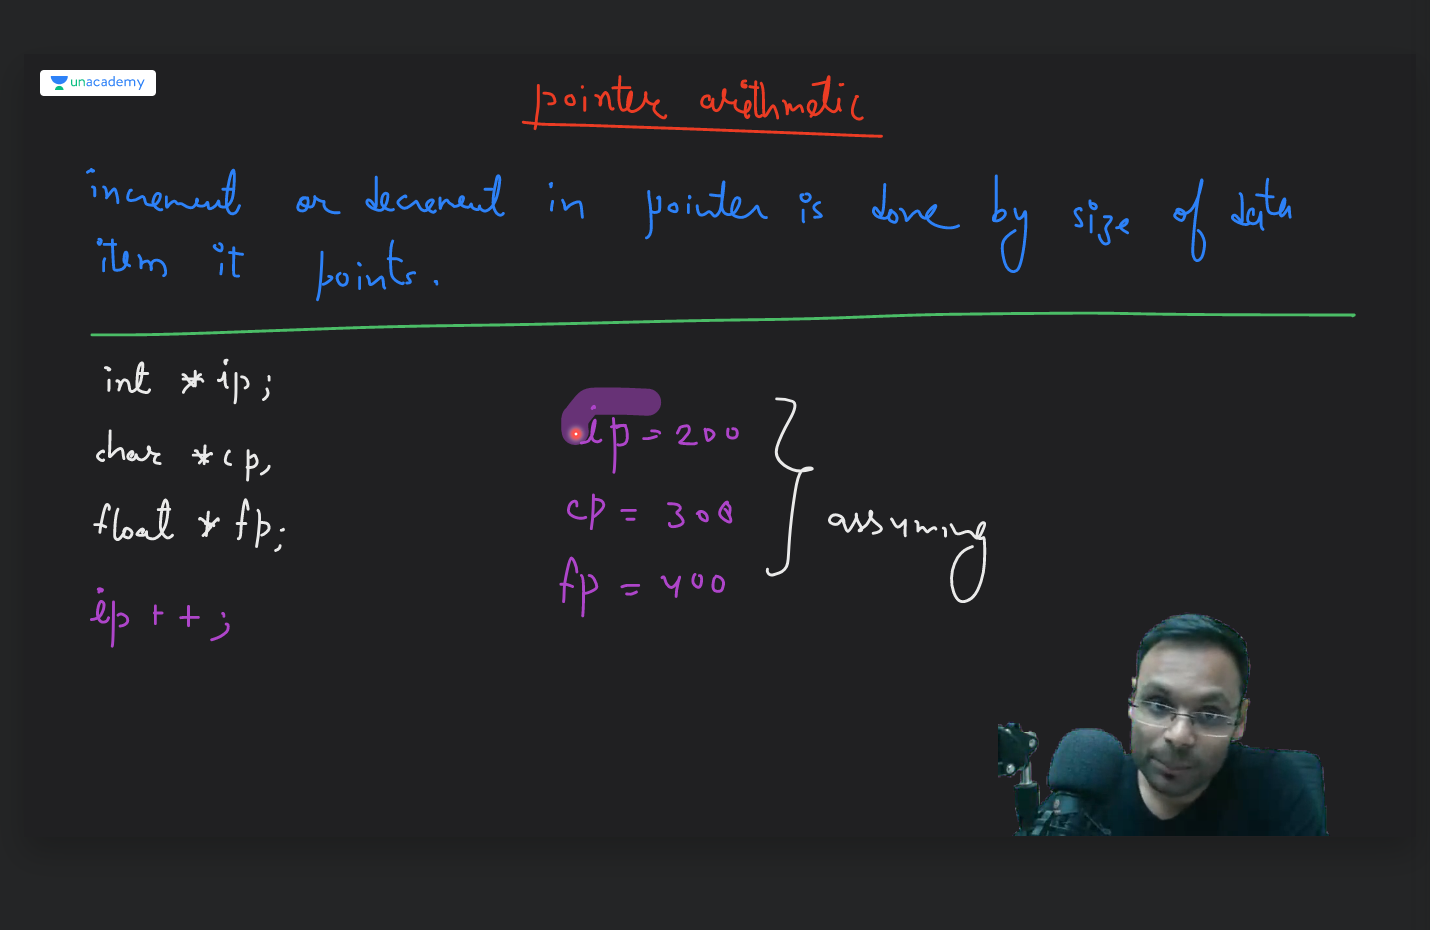 unacademy
pointer arithmetic
increment or decrement in pointer is done by size of data
item it points.
int * ip;
char * cp,
float * fp;
ip + + ;
ip = 200
cp = 300
fp = 400
assuming